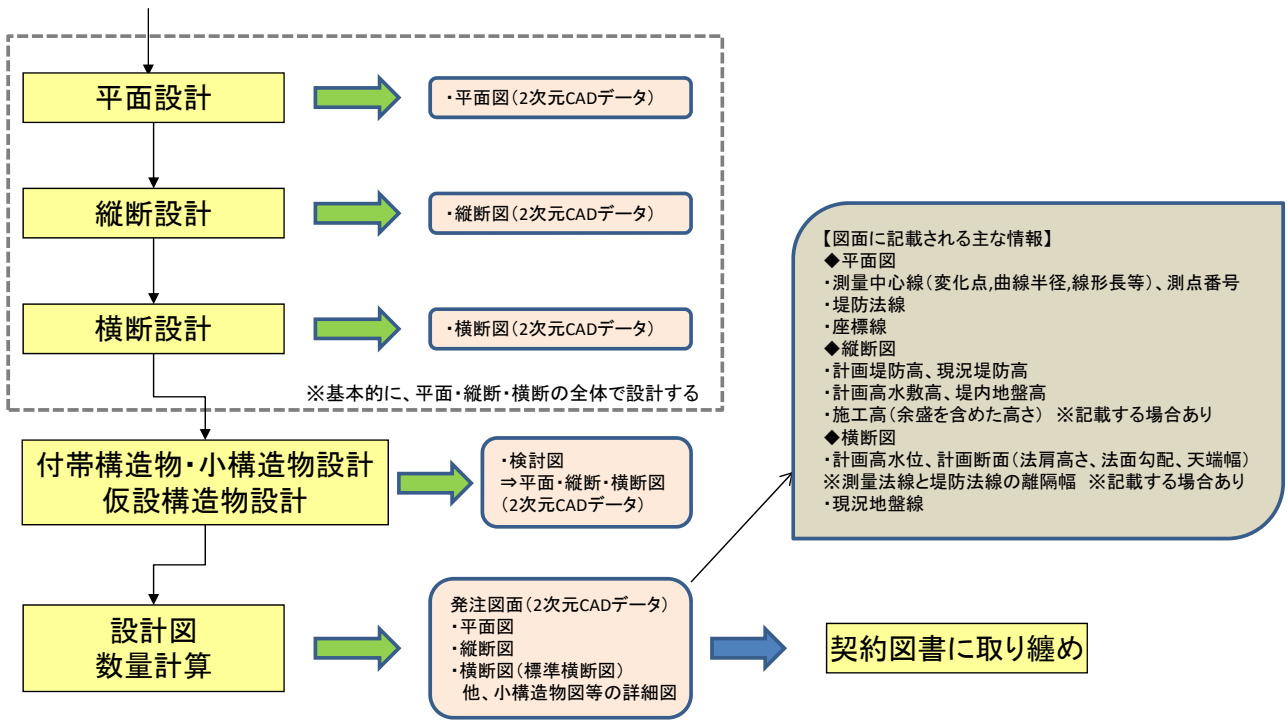 平面設計
・平面図(2次元CADデータ)
縦断設計
・縦断図(2次元CADデータ)
横断設計
・横断図(2次元CADデータ)
※基本的に、平面・縦断・横断の全体で設計する
付帯構造物・小構造物設計
仮設構造物設計
・検討図
⇒平面・縦断・横断図
(2次元CADデータ)
設計図
数量計算
発注図面(2次元CADデータ)
・平面図
・縦断図
・横断図(標準横断図)
他、小構造物図等の詳細図
契約図書に取り纏め
【図面に記載される主な情報】
◆平面図
・測量中心線(変化点,曲線半径,線形長等)、測点番号
・堤防法線
・座標線
◆縦断図
・計画堤防高、現況堤防高
・計画高水敷高、堤内地盤高
・施工高(余盛を含めた高さ) ※記載する場合あり
◆横断図
・計画高水位、計画断面(法肩高さ、法面勾配、天端幅)
※測量法線と堤防法線の離隔幅 ※記載する場合あり
・現況地盤線